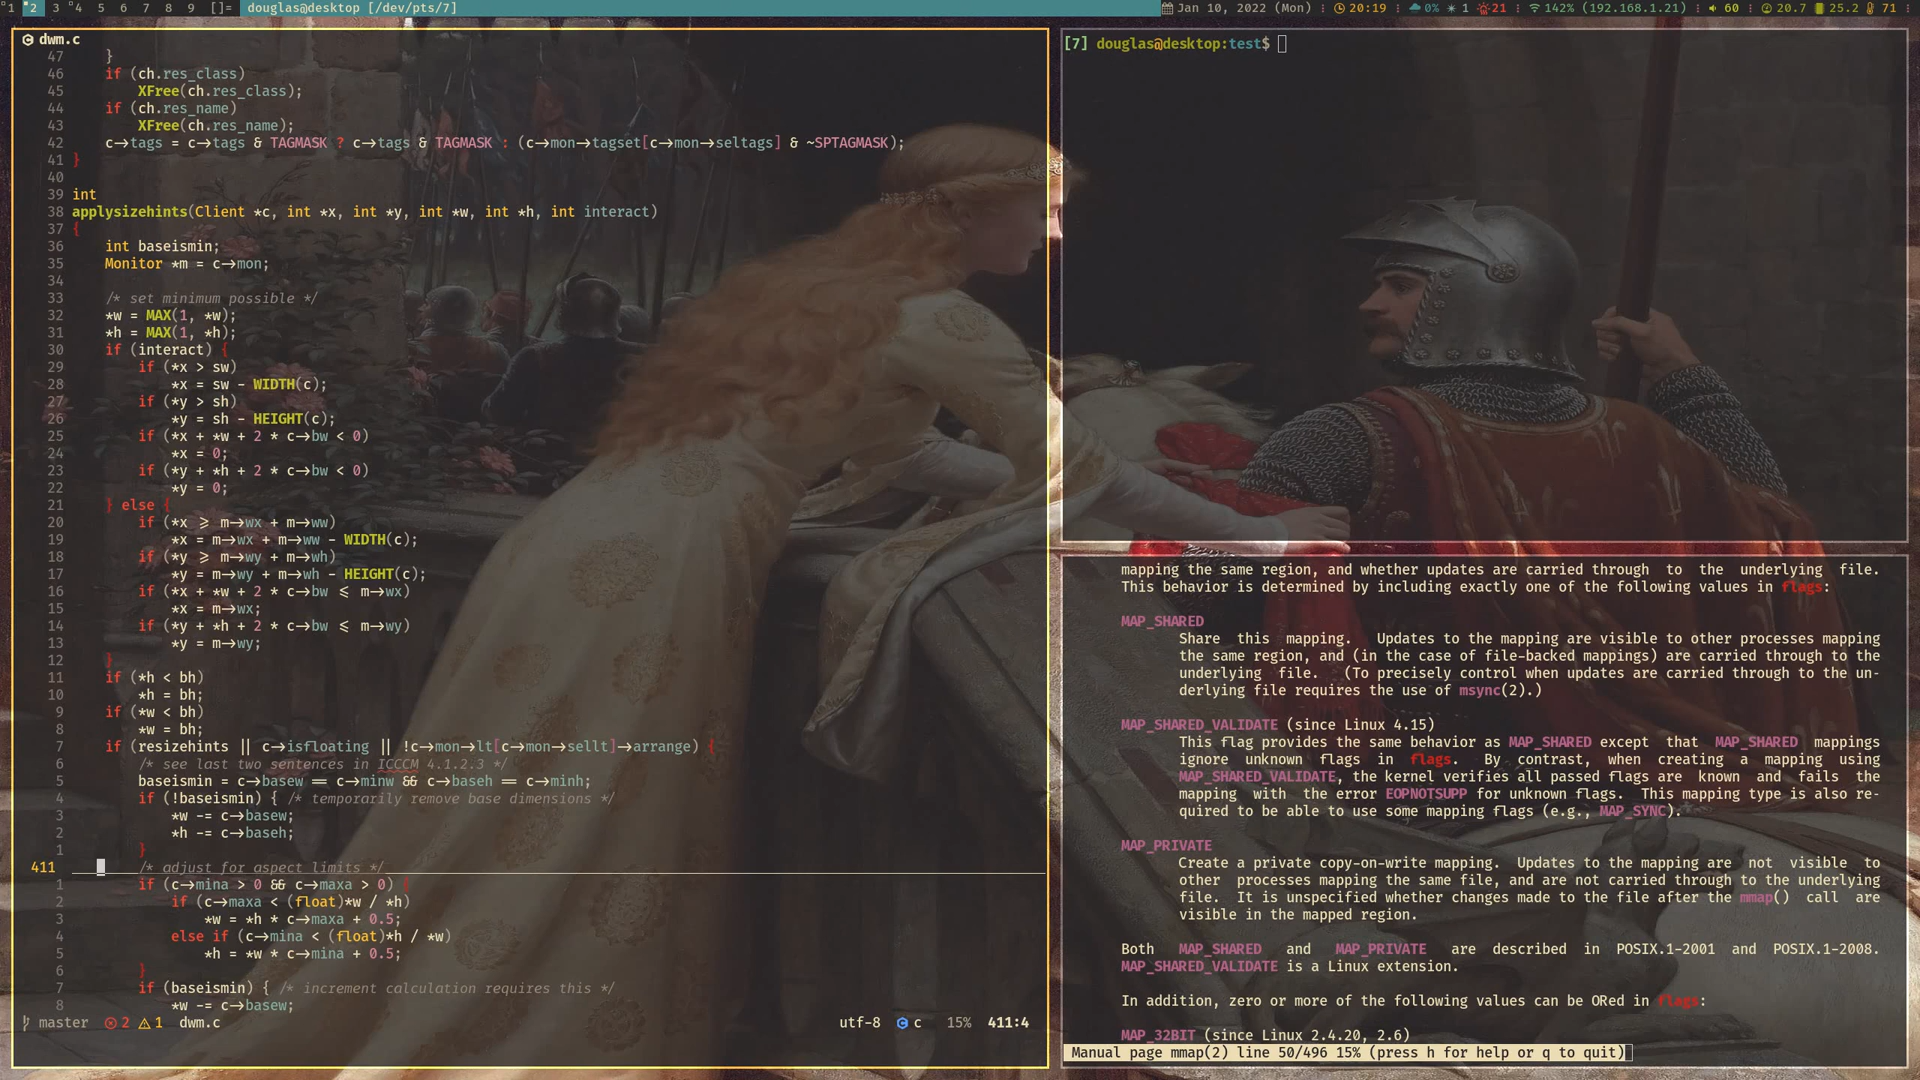 1 2 3 4 5 6 7 8 9 []= douglas@desktop [/dev/pts/7] Jan 10, 2022 (Mon) 20:19 0% 1 21 142% (192.168.1.21) 60 20.7 25.2 71
dwm.c
47 }
46 if (ch.res_class)
45 XFree(ch.res_class);
44 if (ch.res_name)
43 XFree(ch.res_name);
42 c→tags = c→tags & TAGMASK ? c→tags & TAGMASK : (c→mon→tagset[c→mon→seltags] & ~SPTAGMASK);
41 }
40
39 int
38 applysizehints(Client *c, int *x, int *y, int *w, int *h, int interact)
37 {
36 int baseismin;
35 Monitor *m = c→mon;
34
33 /* set minimum possible */
32 *w = MAX(1, *w);
31 *h = MAX(1, *h);
30 if (interact) {
29 if (*x > sw)
28 *x = sw - WIDTH(c);
27 if (*y > sh)
26 *y = sh - HEIGHT(c);
25 if (*x + *w + 2 * c→bw < 0)
24 *x = 0;
23 if (*y + *h + 2 * c→bw < 0)
22 *y = 0;
21 } else {
20 if (*x ⩾ m→wx + m→ww)
19 *x = m→wx + m→ww - WIDTH(c);
18 if (*y ⩾ m→wy + m→wh)
17 *y = m→wy + m→wh - HEIGHT(c);
16 if (*x + *w + 2 * c→bw ⩽ m→wx)
15 *x = m→wx;
14 if (*y + *h + 2 * c→bw ⩽ m→wy)
13 *y = m→wy;
12 }
11 if (*h < bh)
10 *h = bh;
9 if (*w < bh)
8 *w = bh;
7 if (resizehints || c→isfloating || !c→mon→lt[c→mon→sellt]→arrange) {
6 /* see last two sentences in ICCCM 4.1.2.3 */
5 baseismin = c→basew == c→minw && c→baseh == c→minh;
4 if (!baseismin) { /* temporarily remove base dimensions */
3 *w -= c→basew;
2 *h -= c→baseh;
1 }
411 /* adjust for aspect limits */
1 if (c→mina > 0 && c→maxa > 0) {
2 if (c→maxa < (float)*w / *h)
3 *w = *h * c→maxa + 0.5;
4 else if (c→mina < (float)*h / *w)
5 *h = *w * c→mina + 0.5;
6 }
7 if (baseismin) { /* increment calculation requires this */
8 *w -= c→basew;
master 2 1 dwm.c utf-8 c 15% 411:4
[7] douglas@desktop:test$
mapping the same region, and whether updates are carried through to the underlying file.
This behavior is determined by including exactly one of the following values in flags:
MAP_SHARED
Share this mapping. Updates to the mapping are visible to other processes mapping
the same region, and (in the case of file-backed mappings) are carried through to the
underlying file. (To precisely control when updates are carried through to the un-
derlying file requires the use of msync(2).)
MAP_SHARED_VALIDATE (since Linux 4.15)
This flag provides the same behavior as MAP_SHARED except that MAP_SHARED mappings
ignore unknown flags in flags. By contrast, when creating a mapping using
MAP_SHARED_VALIDATE, the kernel verifies all passed flags are known and fails the
mapping with the error EOPNOTSUPP for unknown flags. This mapping type is also re-
quired to be able to use some mapping flags (e.g., MAP_SYNC).
MAP_PRIVATE
Create a private copy-on-write mapping. Updates to the mapping are not visible to
other processes mapping the same file, and are not carried through to the underlying
file. It is unspecified whether changes made to the file after the mmap() call are
visible in the mapped region.
Both MAP_SHARED and MAP_PRIVATE are described in POSIX.1-2001 and POSIX.1-2008.
MAP_SHARED_VALIDATE is a Linux extension.
In addition, zero or more of the following values can be ORed in flags:
MAP_32BIT (since Linux 2.4.20, 2.6)
Manual page mmap(2) line 50/496 15% (press h for help or q to quit)